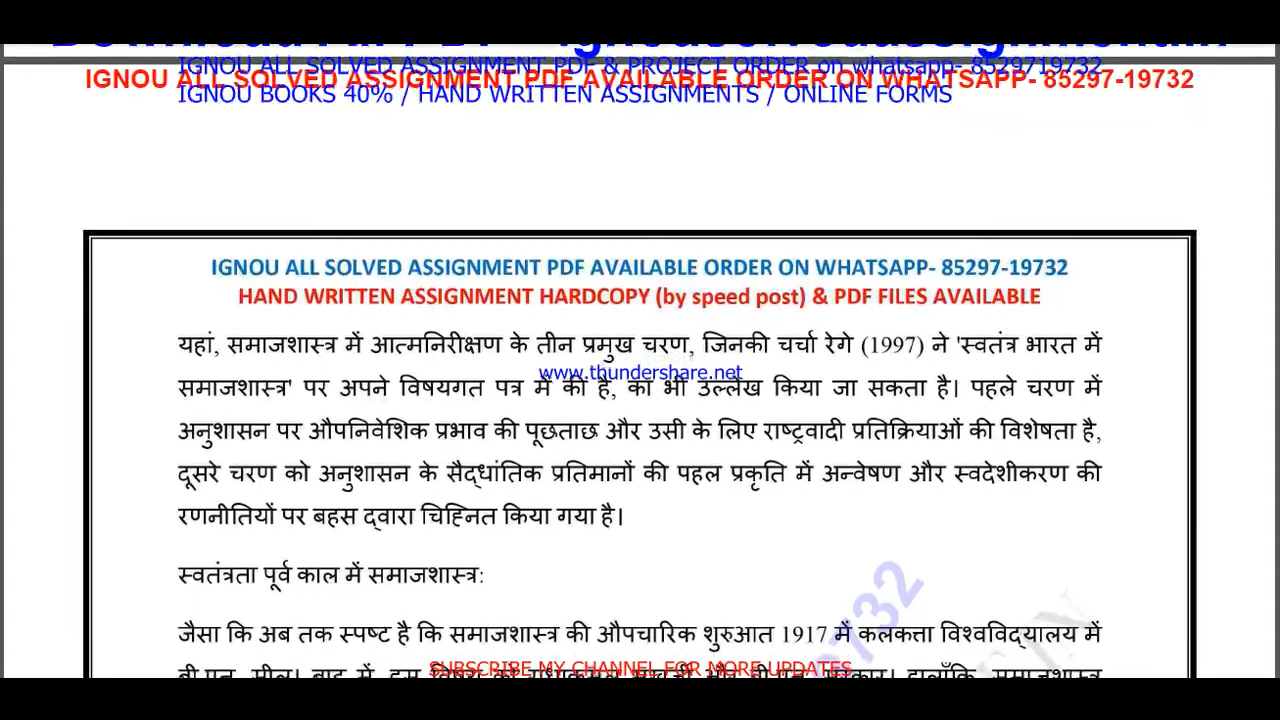 IGNOU ALL SOLVED ASSIGNMENT PDF & PROJECT ORDER on whatsapp- 8529719732
IGNOU ALL SOLVED ASSIGNMENT PDF AVAILABLE ORDER ON WHATSAPP- 85297-19732
IGNOU BOOKS 40% / HAND WRITTEN ASSIGNMENTS / ONLINE FORMS
IGNOU ALL SOLVED ASSIGNMENT PDF AVAILABLE ORDER ON WHATSAPP- 85297-19732
HAND WRITTEN ASSIGNMENT HARDCOPY (by speed post) & PDF FILES AVAILABLE
यहां, समाजशास्त्र में आत्मनिरीक्षण के तीन प्रमुख चरण, जिनकी चर्चा रेगे (1997) ने 'स्वतंत्र भारत में
www.thundershare.net
समाजशास्त्र' पर अपने विषयगत पत्र में की है, का भी उल्लेख किया जा सकता है। पहले चरण में
अनुशासन पर औपनिवेशिक प्रभाव की पूछताछ और उसी के लिए राष्ट्रवादी प्रतिक्रियाओं की विशेषता है,
दूसरे चरण को अनुशासन के सैद्धांतिक प्रतिमानों की पहल प्रकृति में अन्वेषण और स्वदेशीकरण की
रणनीतियों पर बहस द्वारा चिह्नित किया गया है।
स्वतंत्रता पूर्व काल में समाजशास्त्र:
जैसा कि अब तक स्पष्ट है कि समाजशास्त्र की औपचारिक शुरुआत 1917 में कलकत्ता विश्वविद्यालय में
SUBSCRIBE MY CHANNEL FOR MORE UPDATES